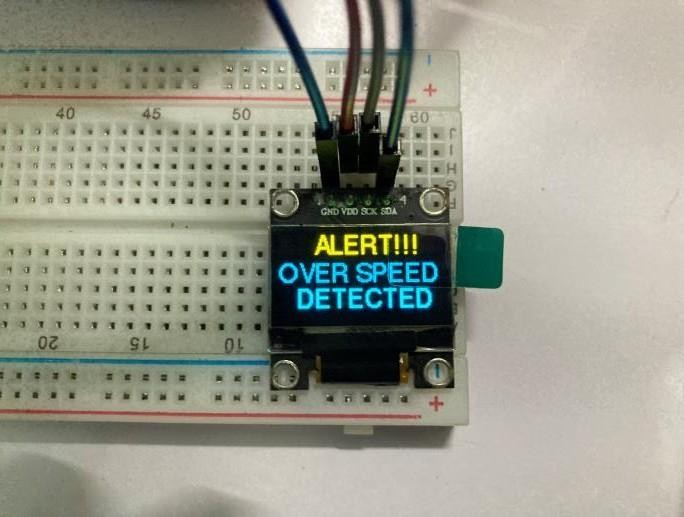 -
+
40 45 50 60
J
I
H
G
F
GND VDD SCK SDA
ALERT!!!
OVER SPEED
DETECTED
20 15 10
+